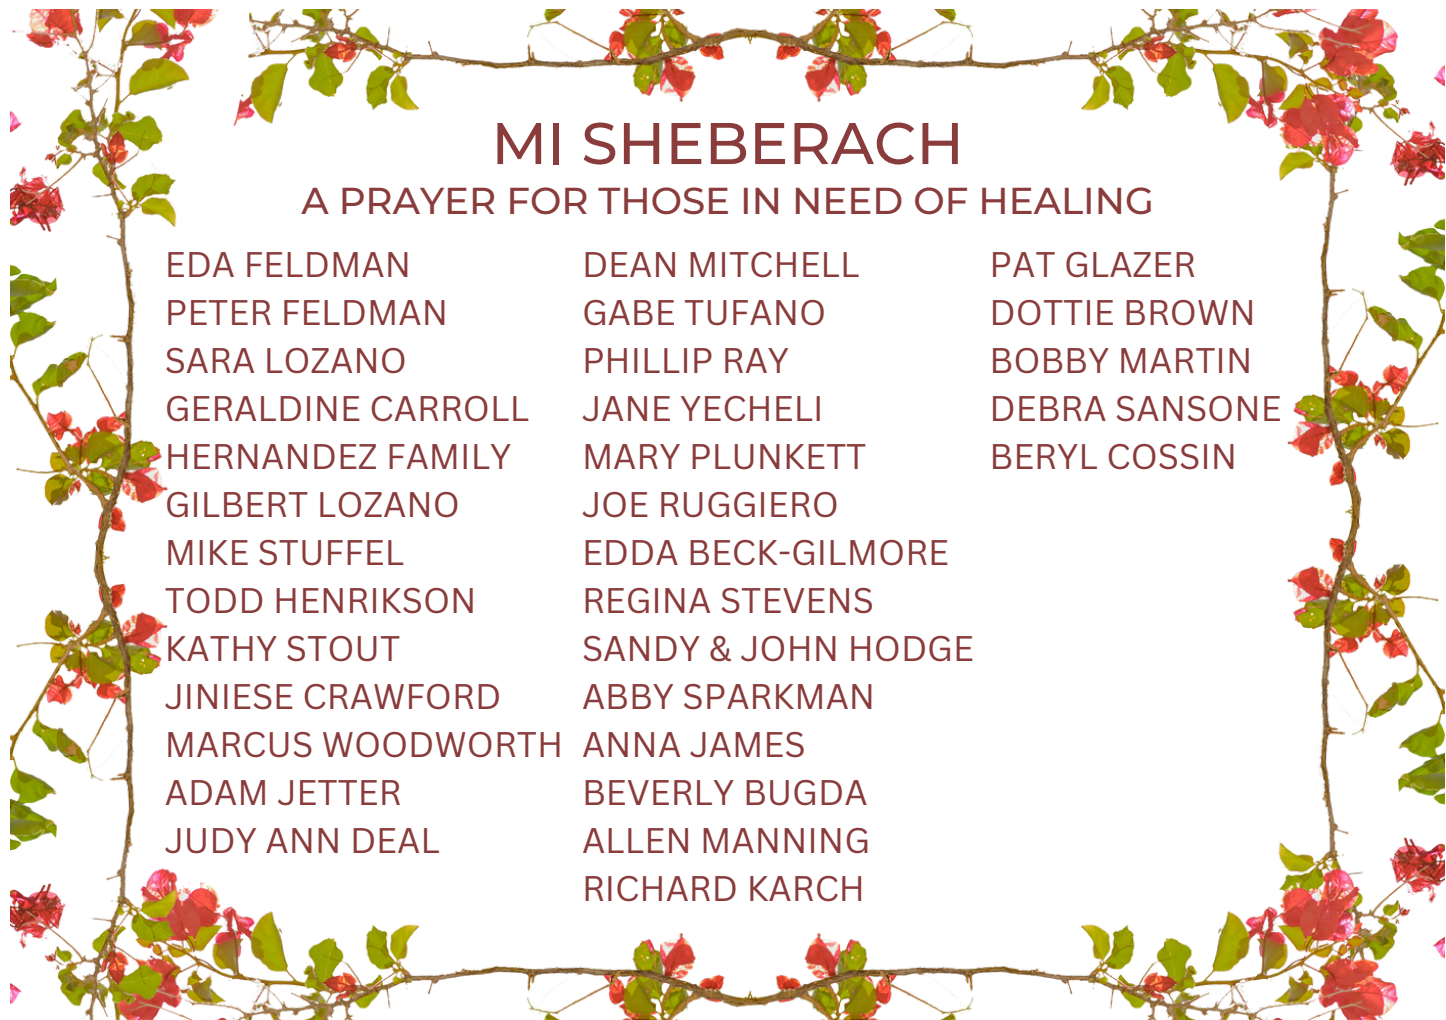 MI SHEBERACH
A PRAYER FOR THOSE IN NEED OF HEALING
EDA FELDMAN
PETER FELDMAN
SARA LOZANO
GERALDINE CARROLL
HERNANDEZ FAMILY
GILBERT LOZANO
MIKE STUFFEL
TODD HENRIKSON
KATHY STOUT
JINIESE CRAWFORD
MARCUS WOODWORTH
ADAM JETTER
JUDY ANN DEAL
DEAN MITCHELL
GABE TUFANO
PHILLIP RAY
JANE YECHELI
MARY PLUNKETT
JOE RUGGIERO
EDDA BECK-GILMORE
REGINA STEVENS
SANDY & JOHN HODGE
ABBY SPARKMAN
ANNA JAMES
BEVERLY BUGDA
ALLEN MANNING
RICHARD KARCH
PAT GLAZER
DOTTIE BROWN
BOBBY MARTIN
DEBRA SANSONE
BERYL COSSIN